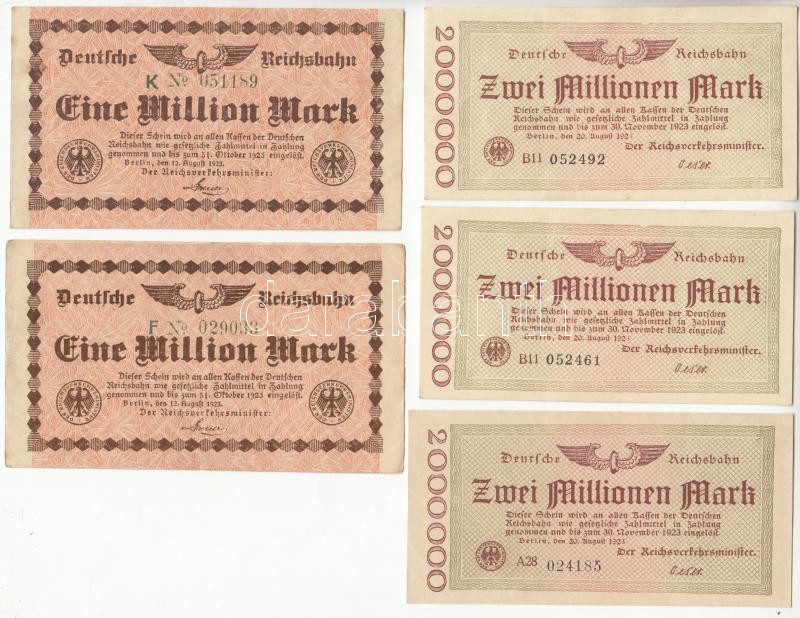 Deutsche Reichsbahn
K № 051189
Eine Million Mark
Dieser Schein wird an allen Kassen der Deutschen
Reichsbahn wie gesetzliche Zahlmittel in Zahlung
genommen und bis zum 31. Oktober 1923 eingelöst.
Berlin, den 12. August 1923.
Der Reichsverkehrsminister:
Deutsche Reichsbahn
F № 029033
Eine Million Mark
Dieser Schein wird an allen Kassen der Deutschen
Reichsbahn wie gesetzliche Zahlmittel in Zahlung
genommen und bis zum 31. Oktober 1923 eingelöst.
Berlin, den 12. August 1923.
Der Reichsverkehrsminister:
2000000
Deutsche Reichsbahn
Zwei Millionen Mark
Dieser Schein wird an allen Kassen der Deutschen
Reichsbahn wie gesetzliche Zahlmittel in Zahlung
genommen und bis zum 30. November 1923 eingelöst.
Berlin, den 20. August 192
Der Reichsverkehrsminister.
B11 052492
2000000
Deutsche Reichsbahn
Zwei Millionen Mark
Dieser Schein wird an allen Kassen der Deutschen
Reichsbahn wie gesetzliche Zahlmittel in Zahlung
genommen und bis zum 30. November 1923 eingelöst.
Berlin, den 20. August 192
Der Reichsverkehrsminister.
B11 052461
2000000
Deutsche Reichsbahn
Zwei Millionen Mark
Dieser Schein wird an allen Kassen der Deutschen
Reichsbahn wie gesetzliche Zahlmittel in Zahlung
genommen und bis zum 30. November 1923 eingelöst.
Berlin, den 20. August 1923
Der Reichsverkehrsminister.
A28 024185
darabanth